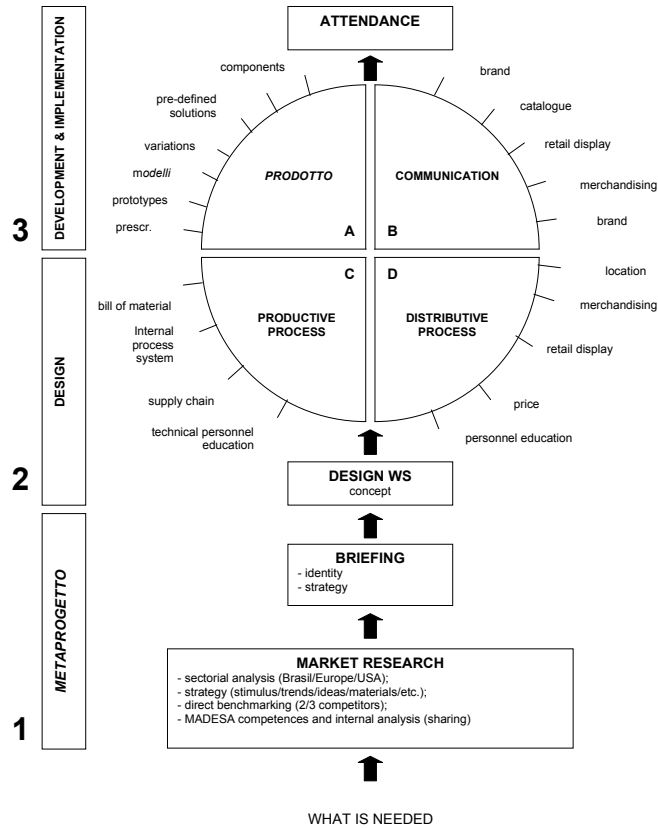 ATTENDANCE
components
pre-defined
solutions
variations
modelli
prototypes
prescr.
brand
catalogue
retail display
merchandising
brand
PRODOTTO
A
COMMUNICATION
B
3
DEVELOPMENT & IMPLEMENTATION
C
PRODUCTIVE
PROCESS
D
DISTRIBUTIVE
PROCESS
bill of material
Internal
process
system
supply chain
technical personnel
education
location
merchandising
retail display
price
personnel education
2
DESIGN
DESIGN WS
concept
BRIEFING
- identity
- strategy
1
METAPROGETTO
MARKET RESEARCH
- sectorial analysis (Brasil/Europe/USA);
- strategy (stimulus/trends/ideas/materials/etc.);
- direct benchmarking (2/3 competitors);
- MADESA competences and internal analysis (sharing)
WHAT IS NEEDED